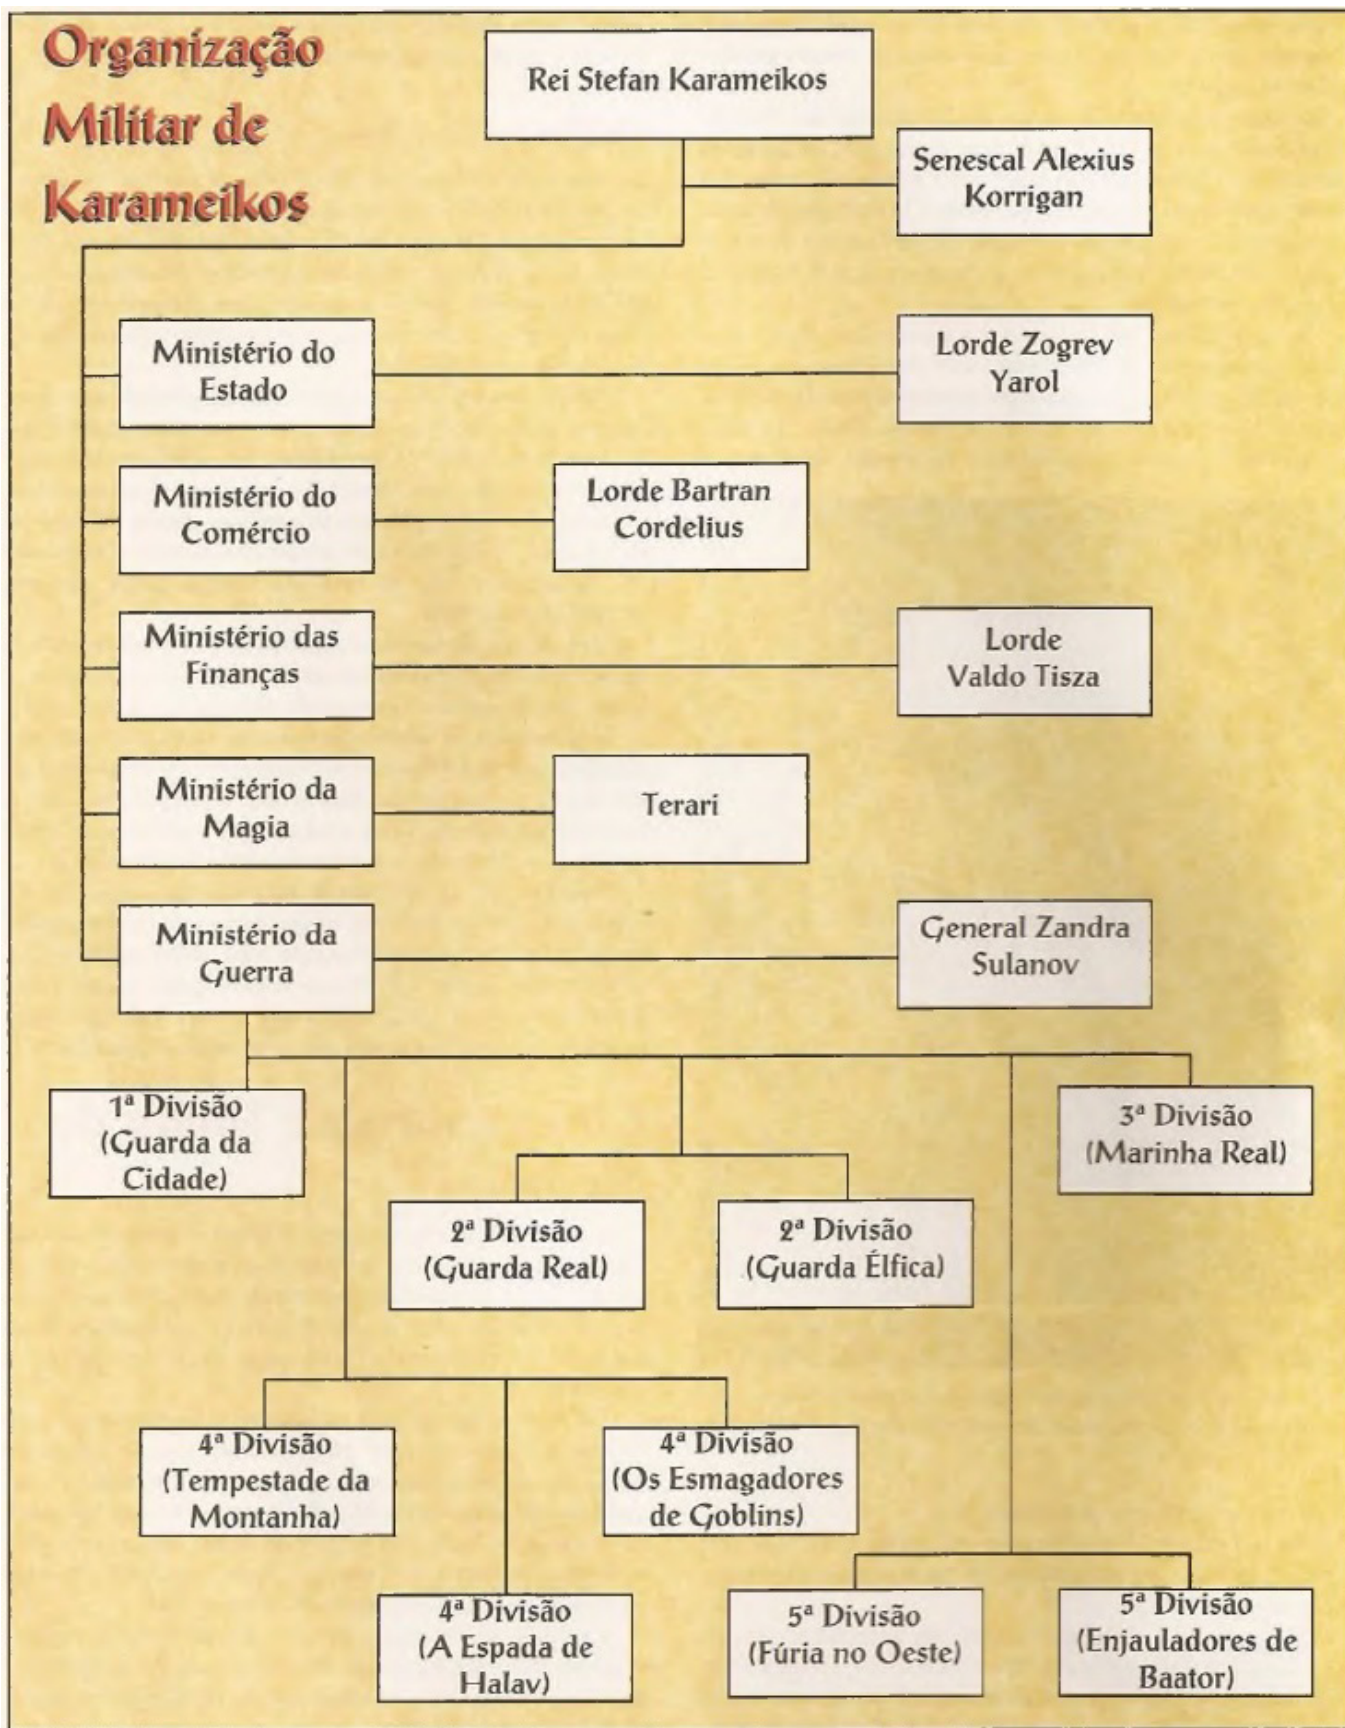 Organização
Militar de
Karameikos
Rei Stefan Karameikos
Senescal Alexius
Korrigan
Ministério do
Estado
Lorde Zogrev
Yarol
Ministério do
Comércio
Lorde Bartran
Cordelius
Ministério das
Finanças
Lorde
Valdo Tisza
Ministério da
Magia
Terari
Ministério da
Guerra
General Zandra
Sulanov
1ª Divisão
(Guarda da
Cidade)
3ª Divisão
(Marinha Real)
2ª Divisão
(Guarda Real)
2ª Divisão
(Guarda Élfica)
4ª Divisão
(Tempestade da
Montanha)
4ª Divisão
(Os Esmagadores
de Goblins)
4ª Divisão
(A Espada de
Halav)
5ª Divisão
(Fúria no Oeste)
5ª Divisão
(Enjauladores de
Baator)